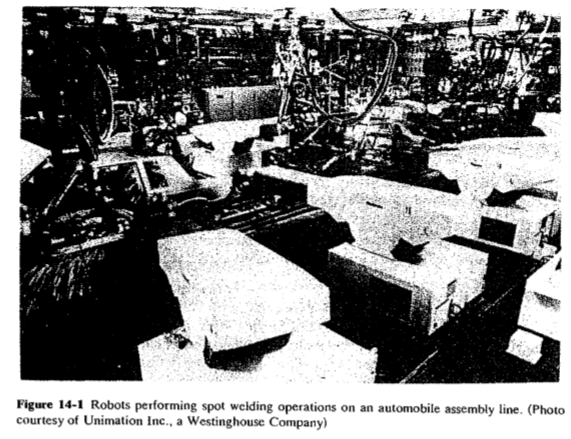 Figure 14-1 Robots performing spot welding operations on an automobile assembly line. (Photo
courtesy of Unimation Inc., a Westinghouse Company)